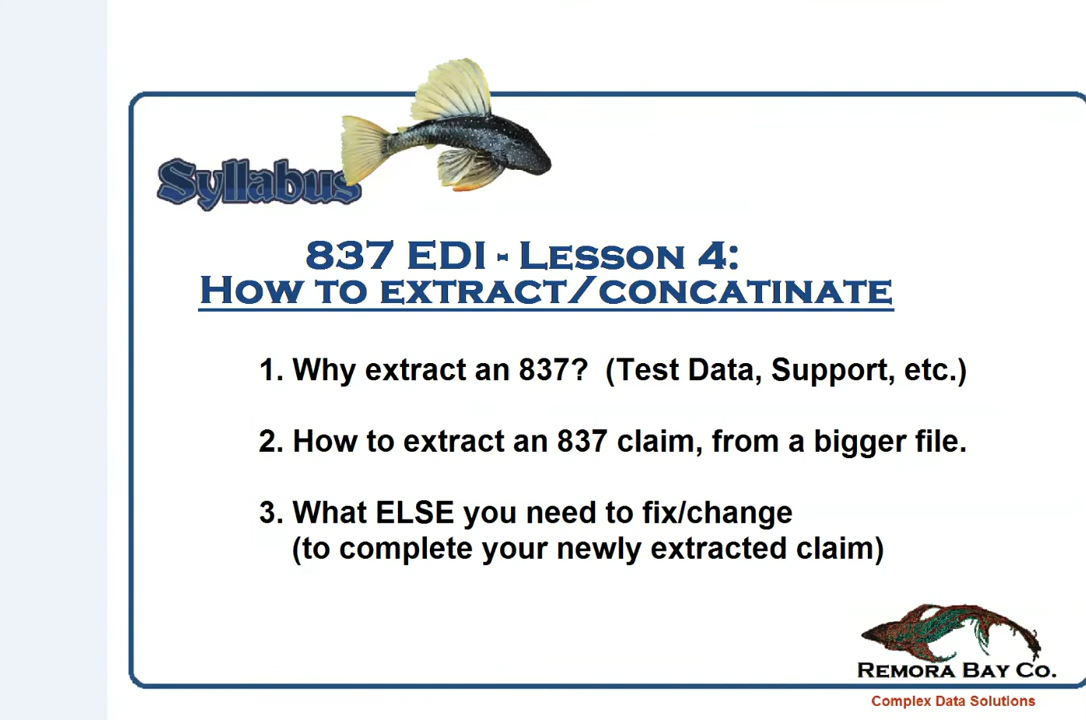 Syllabus
837 EDI - Lesson 4:
How to extract/concatinate
1. Why extract an 837? (Test Data, Support, etc.)
2. How to extract an 837 claim, from a bigger file.
3. What ELSE you need to fix/change
(to complete your newly extracted claim)
Remora Bay Co.
Complex Data Solutions